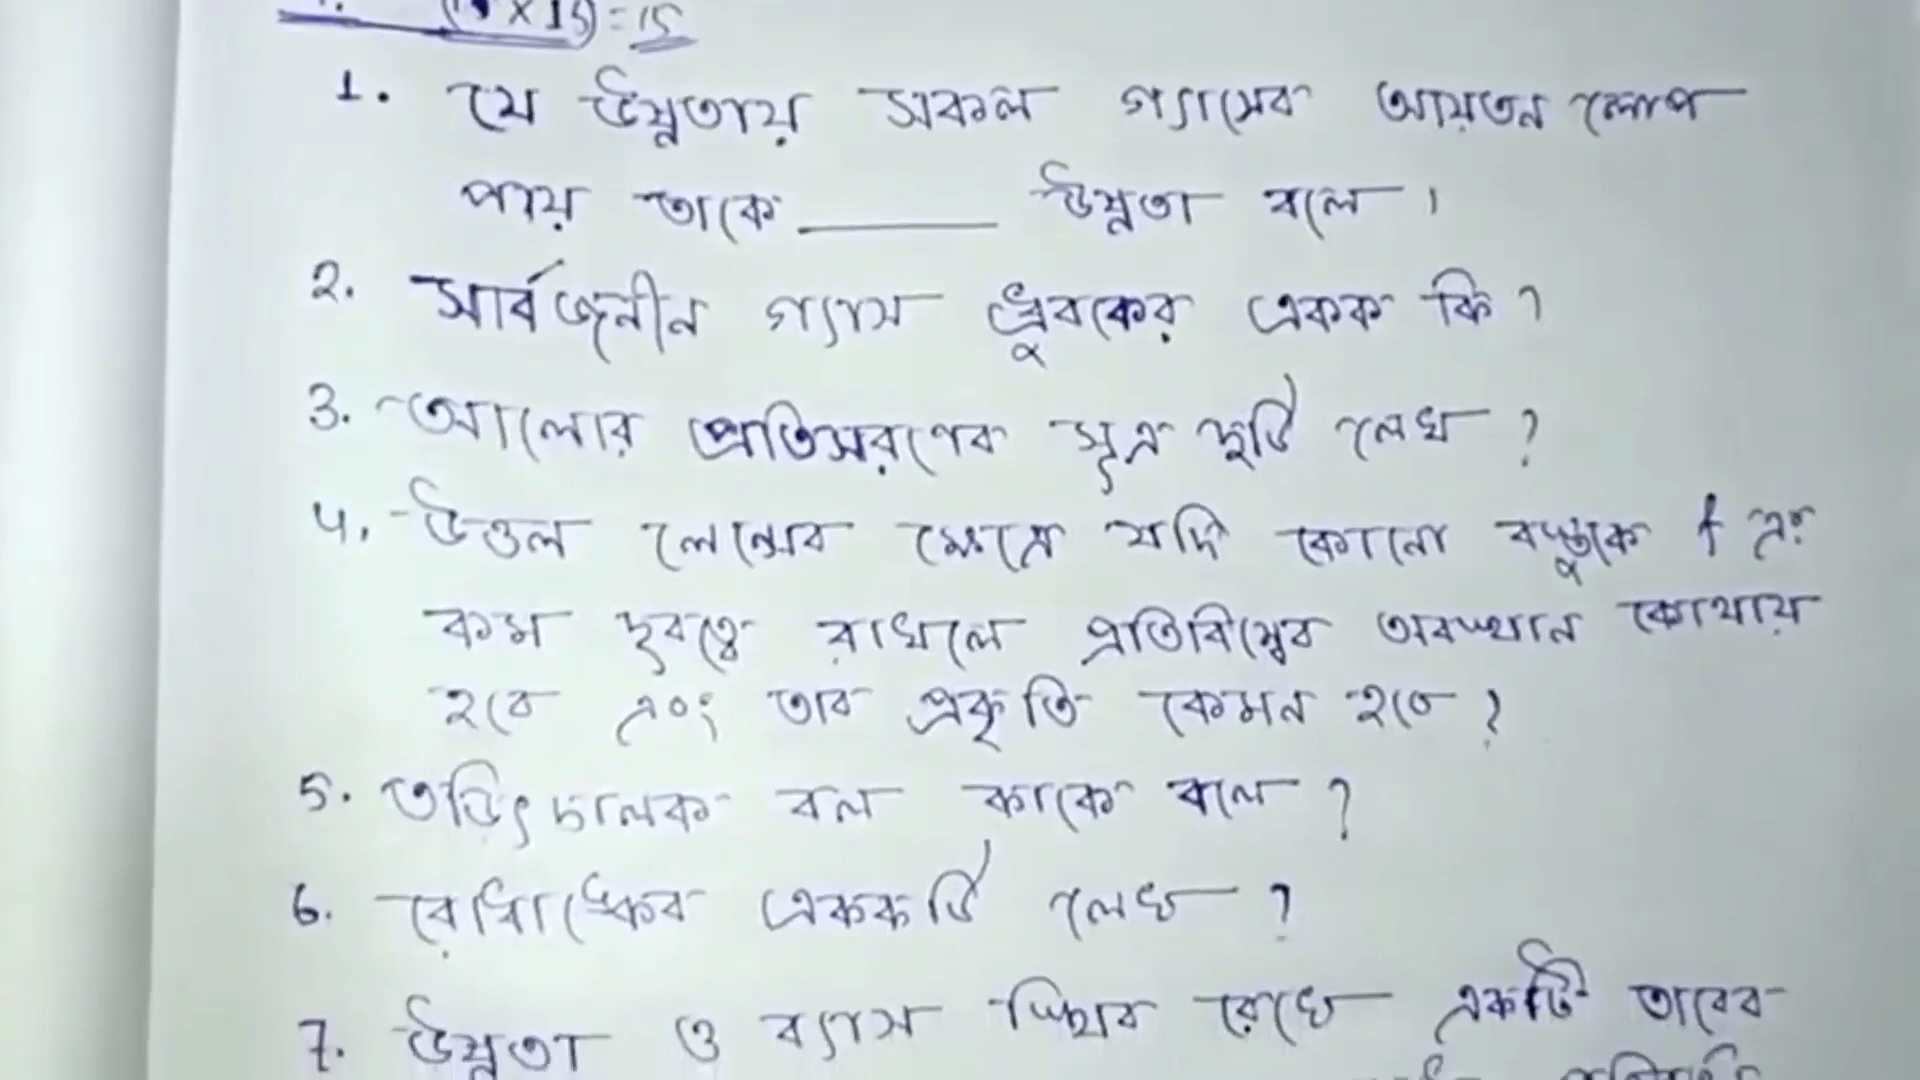 (1 × 15) = 15
1. যে উষ্ণতায় সকল গ্যাসের আয়তন লোপ
পায় তাকে ______ উষ্ণতা বলে।
2. সার্বজনীন গ্যাস ধ্রুবকের একক কি?
3. আলোর প্রতিসরণের সূত্র দুটি লেখ?
4. উত্তল লেন্সের ক্ষেত্রে যদি কোনো বস্তুকে f এর
কম দূরত্বে রাখলে প্রতিবিম্বের অবস্থান কোথায়
হবে এবং তার প্রকৃতি কেমন হবে?
5. তড়িৎচালক বল কাকে বলে?
6. রোধাঙ্কের এককটি লেখ?
7. উষ্ণতা ও ব্যাস স্থির রেখে একটি তারের